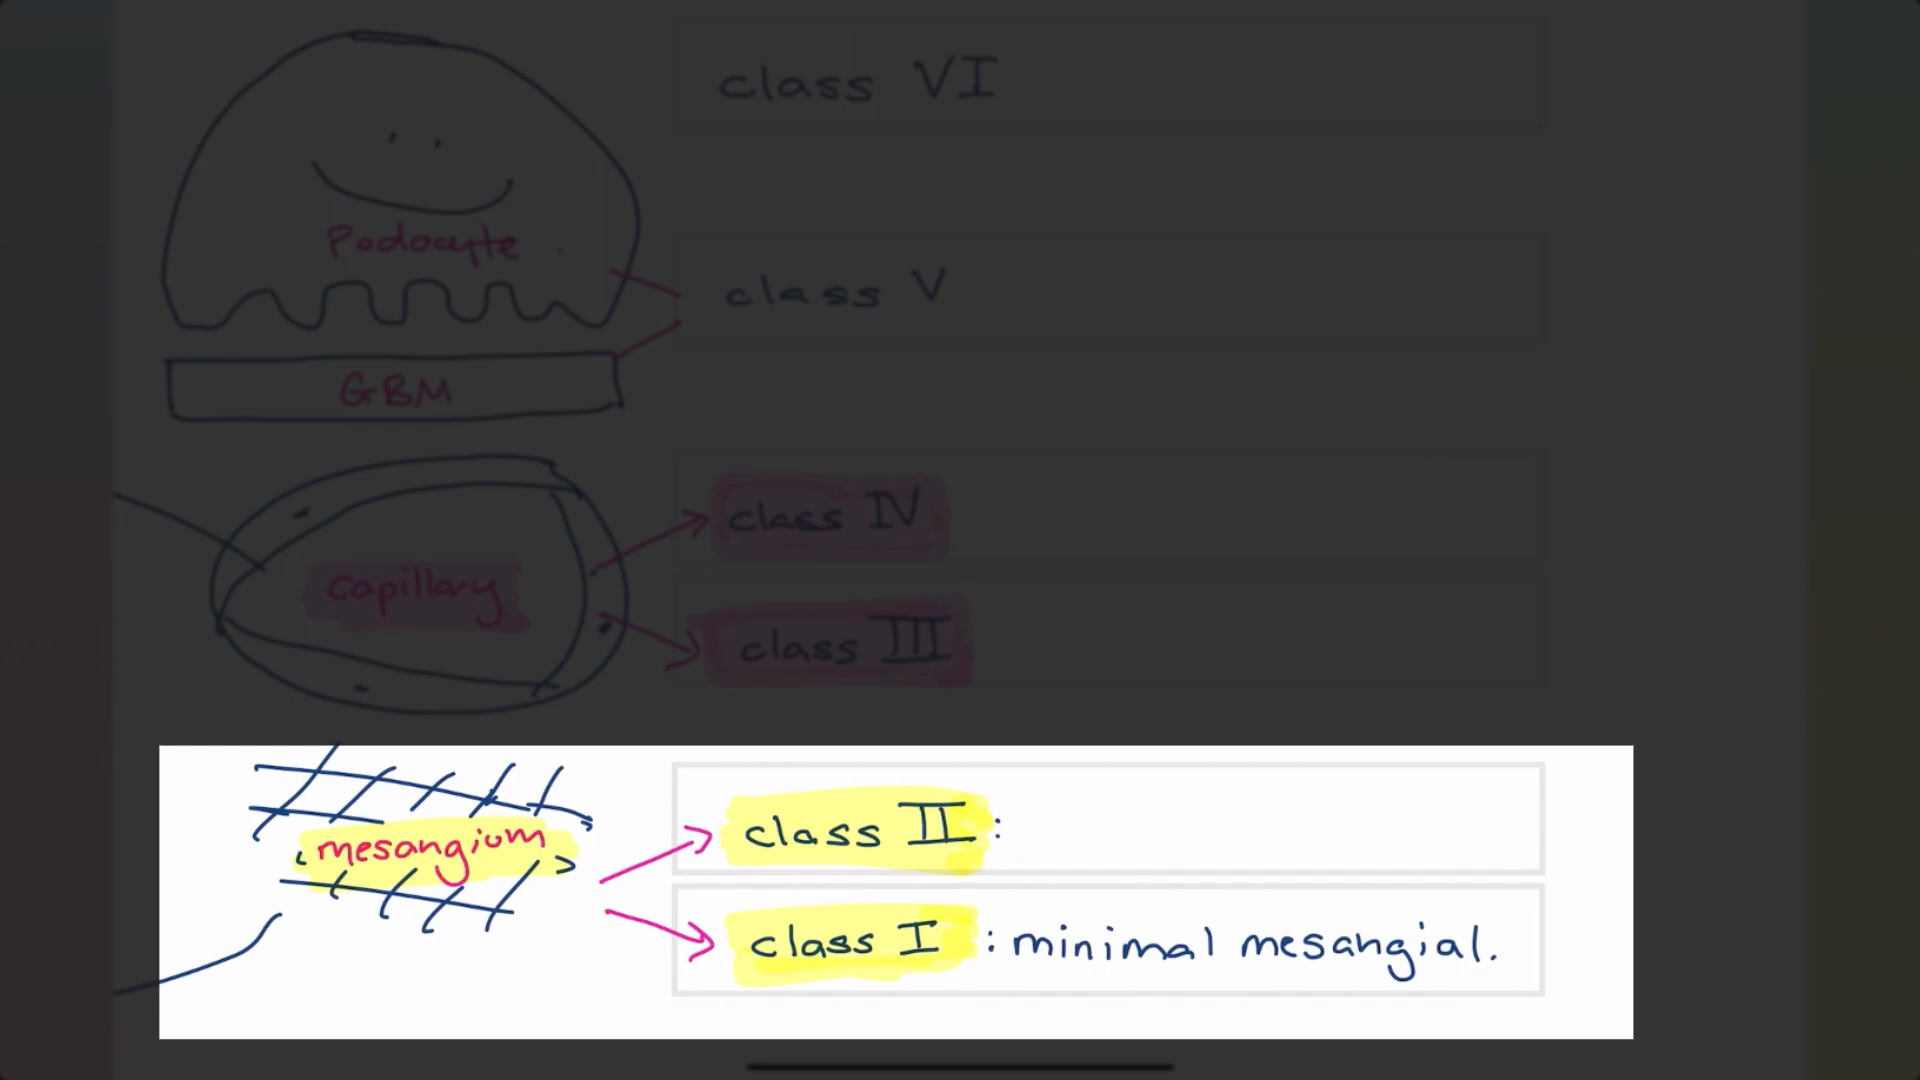 class VI
Podocyte
class V
GBM
class IV
capillary
class III
mesangium
class II:
class I : minimal mesangial.